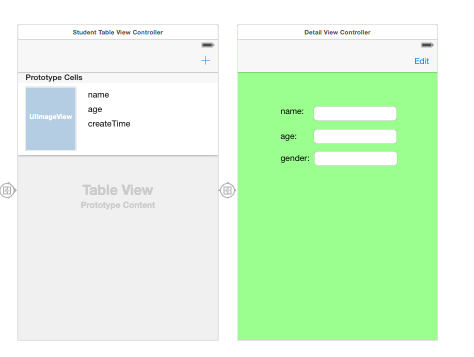 Student Table View Controller
+
Prototype Cells
UIImageView
name
age
createTime
Table View
Prototype Content
Detail View Controller
Edit
name:
age:
gender: